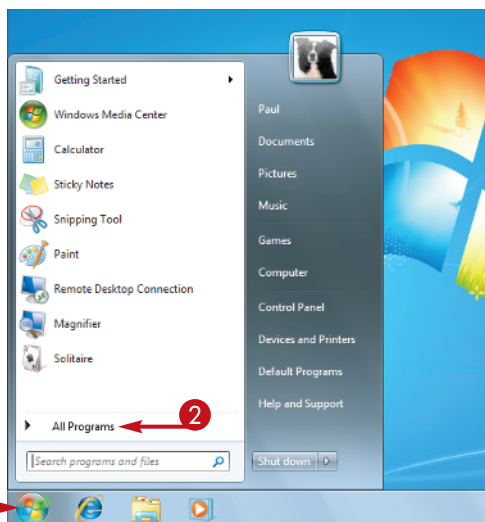 Getting Started
Windows Media Center
Calculator
Sticky Notes
Snipping Tool
Paint
Remote Desktop Connection
Magnifier
Solitaire
All Programs
2
Search programs and files
Paul
Documents
Pictures
Music
Games
Computer
Control Panel
Devices and Printers
Default Programs
Help and Support
Shut down